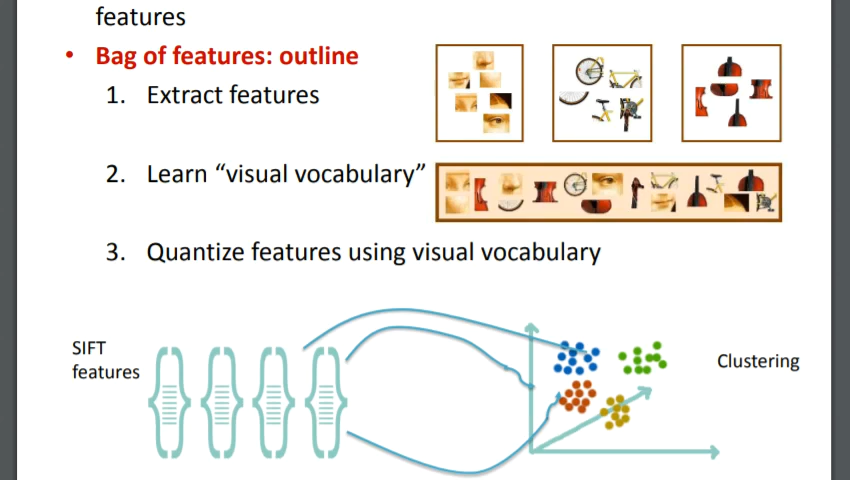 features
• Bag of features: outline
1. Extract features
2. Learn “visual vocabulary”
3. Quantize features using visual vocabulary
SIFT
features
Clustering